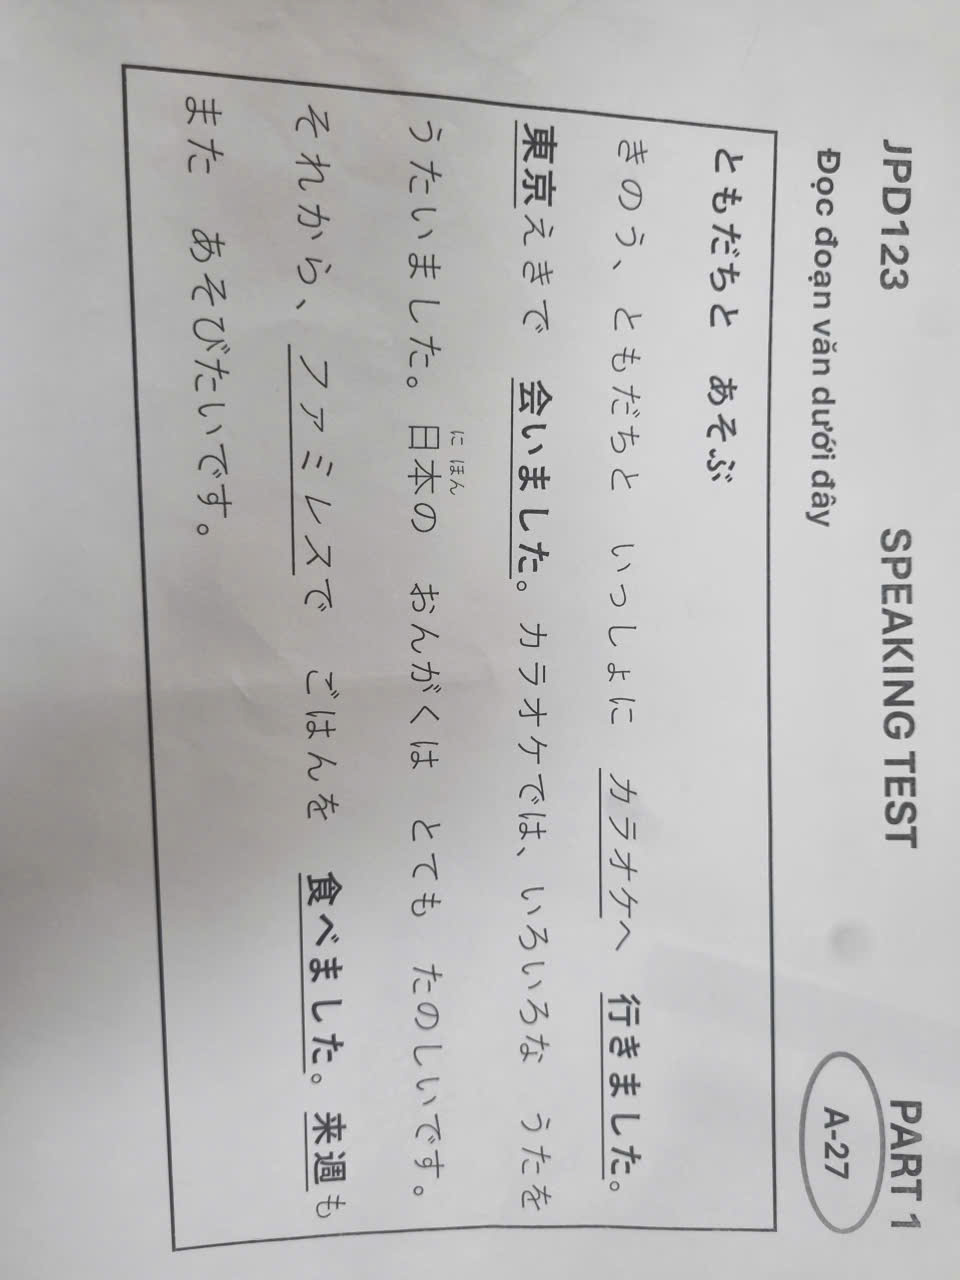 JPD123 SPEAKING TEST PART 1
Đọc đoạn văn dưới đây A-27
ともだちと　あそぶ
きのう、ともだちと　いっしょに　カラオケへ　行きました。
東京えきで　会いました。カラオケでは、いろいろな　うたを
うたいました。日本の　おんがくは　とても　たのしいです。
にほん
それから、ファミレスで　ごはんを　食べました。来週も
また　あそびたいです。